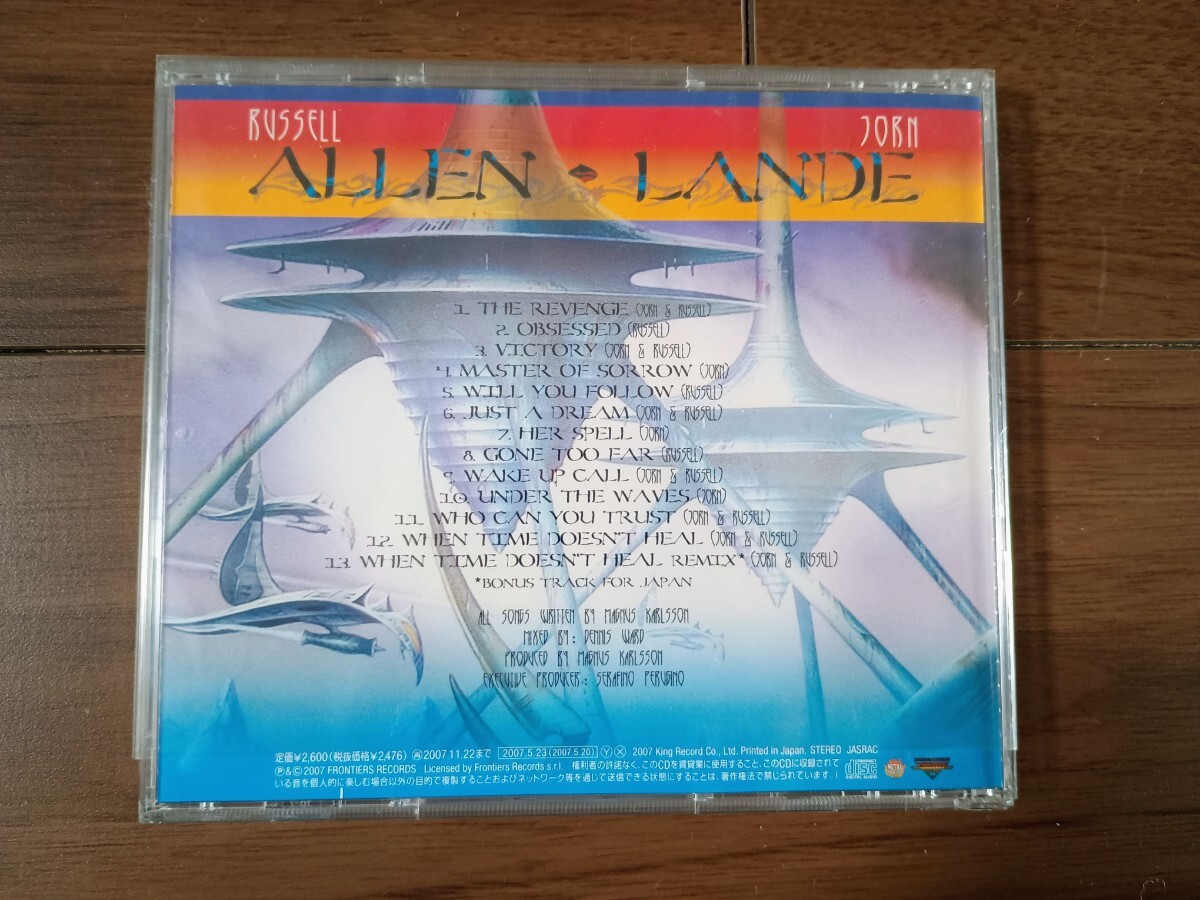 RUSSELL JORN
ALLEN ◆ LANDE
1. THE REVENGE (JORN & RUSSELL)
2. OBSESSED (RUSSELL)
3. VICTORY (JORN & RUSSELL)
4. MASTER OF SORROW (JORN)
5. WILL YOU FOLLOW (RUSSELL)
6. JUST A DREAM (JORN & RUSSELL)
7. HER SPELL (JORN)
8. GONE TOO FAR (RUSSELL)
9. WAKE UP CALL (JORN & RUSSELL)
10. UNDER THE WAVES (JORN)
11. WHO CAN YOU TRUST (JORN & RUSSELL)
12. WHEN TIME DOESN'T HEAL (JORN & RUSSELL)
13. WHEN TIME DOESN'T HEAL REMIX* (JORN & RUSSELL)
*BONUS TRACK FOR JAPAN
ALL SONGS WRITTEN BY MAGNUS KARLSSON
MIXED BY: DENNIS WARD
PRODUCED BY MAGNUS KARLSSON
EXECUTIVE PRODUCER: SERAFINO PERUGINO
定価¥2,600(税抜価格¥2,476) 再2007.11.22まで 2007.5.23(2007.5.20) Y X 2007 King Record Co., Ltd. Printed in Japan. STEREO JASRAC
Ⓟ&©2007 FRONTIERS RECORDS Licensed by Frontiers Records s.r.l. 権利者の許諾なく、このCDを賃貸業に使用すること、このCDに収録されて
いる音を個人的に楽しむ場合以外の目的で複製することおよびネットワーク等を通じて送信できる状態にすることは、著作権法で禁じられています。
COMPACT disc DIGITAL AUDIO